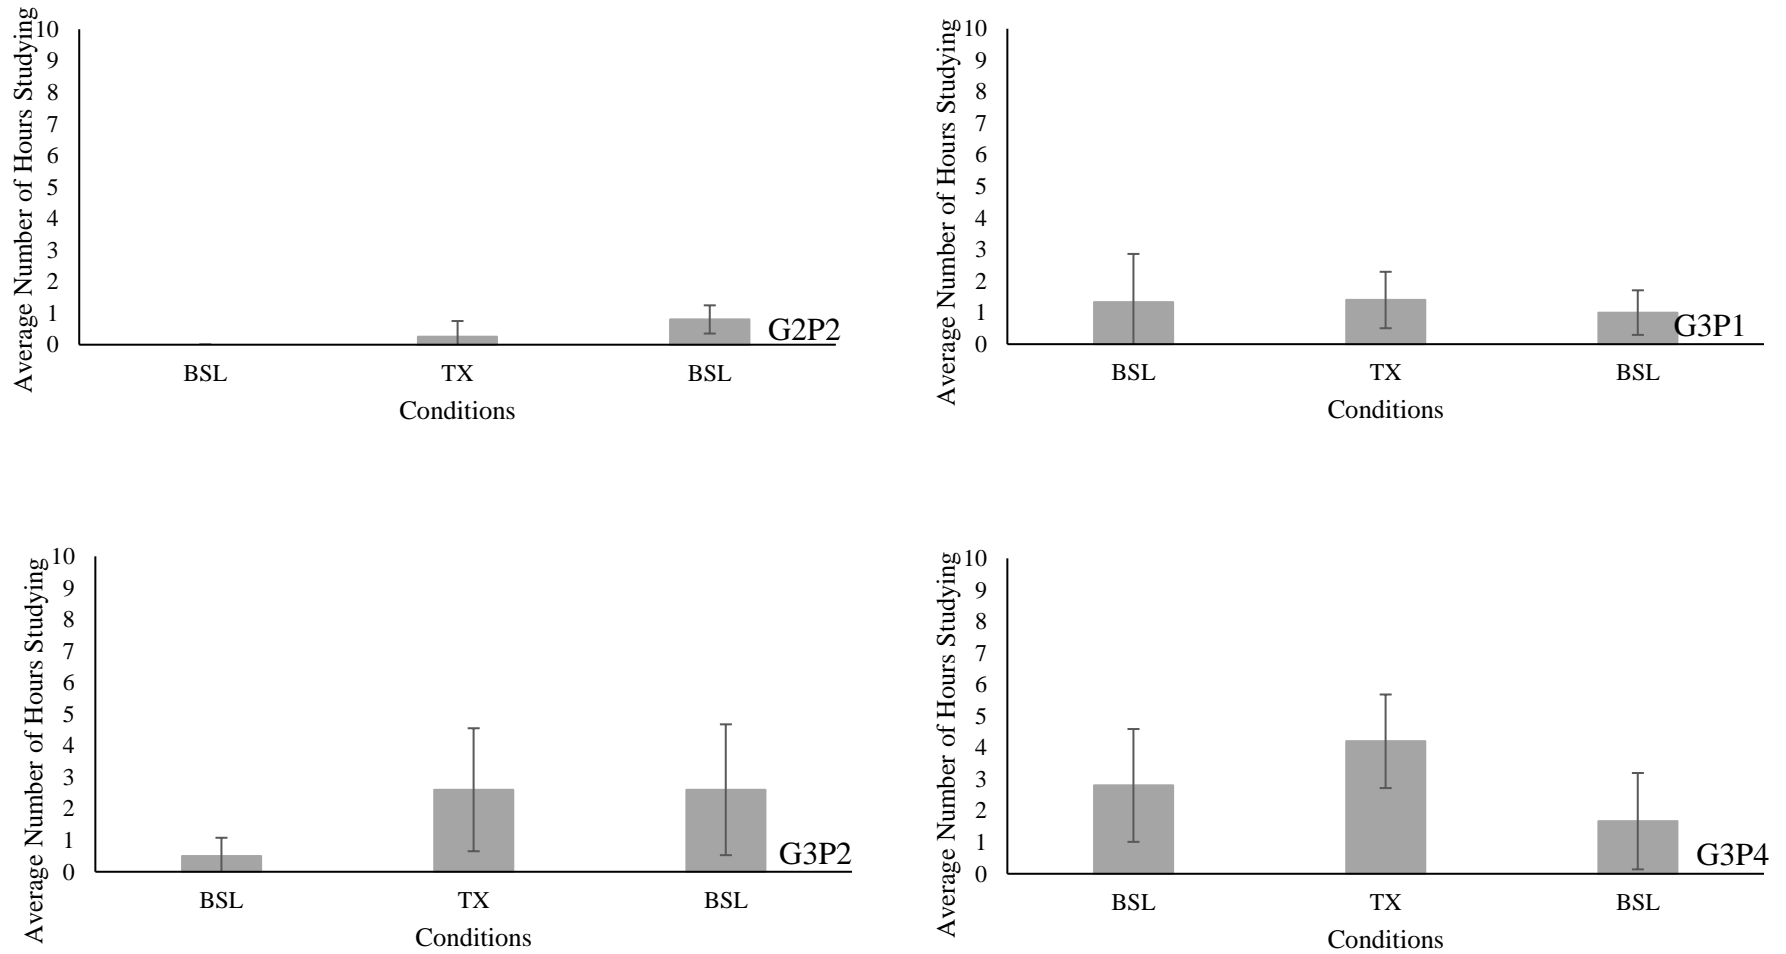 Average Number of Hours Studying
10
9
8
7
6
5
4
3
2
1
0
BSL
TX
BSL
G2P2
Conditions
Average Number of Hours Studying
10
9
8
7
6
5
4
3
2
1
0
BSL
TX
BSL
G3P1
Conditions
Average Number of Hours Studying
10
9
8
7
6
5
4
3
2
1
0
BSL
TX
BSL
G3P2
Conditions
Average Number of Hours Studying
10
9
8
7
6
5
4
3
2
1
0
BSL
TX
BSL
G3P4
Conditions